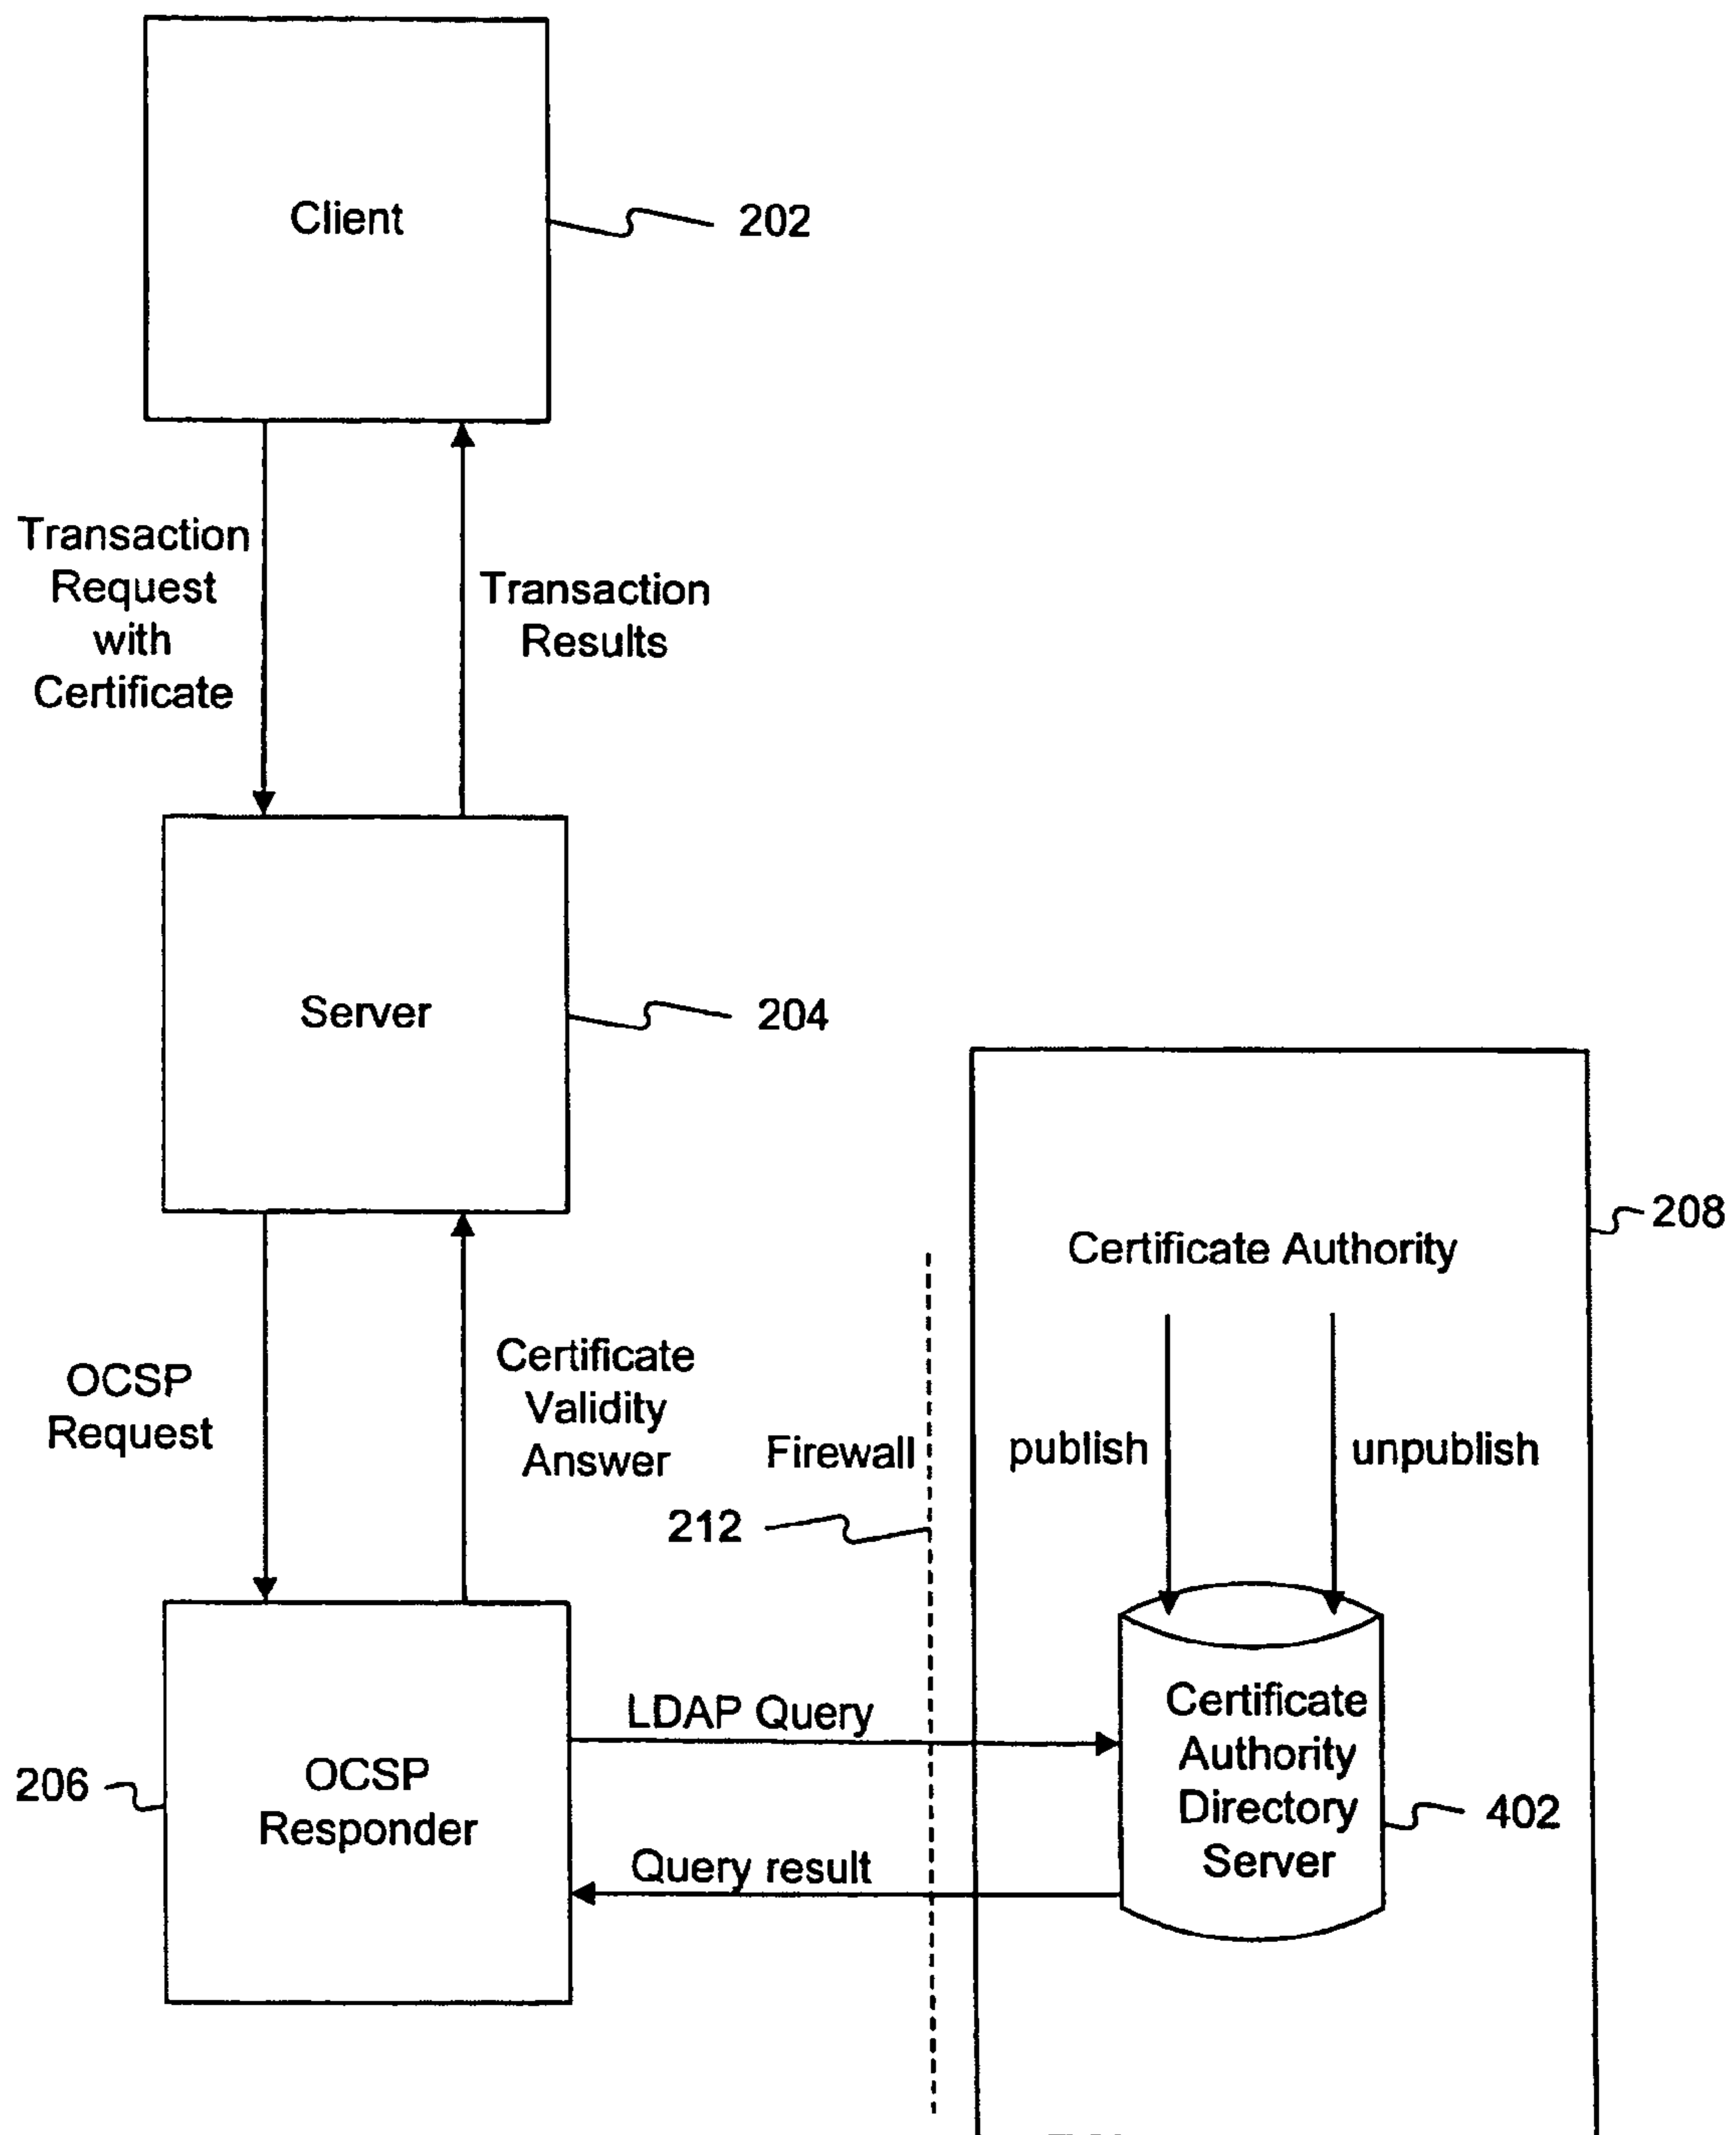 Client
202
Transaction
Request
with
Certificate
Transaction
Results
Server
204
208
Certificate Authority
OCSP
Request
Certificate
Validity
Answer
Firewall
212
publish
unpublish
LDAP Query
Certificate
Authority
Directory
Server
402
206
OCSP
Responder
Query result